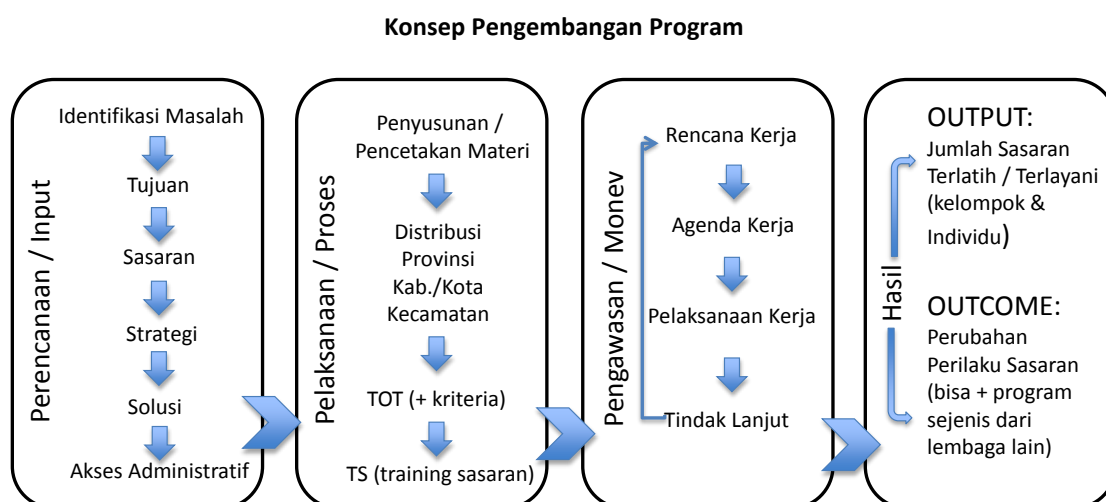 Konsep Pengembangan Program
Perencanaan / Input
Identifikasi Masalah
Tujuan
Sasaran
Strategi
Solusi
Akses Administratif
Pelaksanaan / Proses
Penyusunan /
Pencetakan Materi
Distribusi
Provinsi
Kab./Kota
Kecamatan
TOT (+ kriteria)
TS (training sasaran)
Pengawasan / Monev
Rencana Kerja
Agenda Kerja
Pelaksanaan Kerja
Tindak Lanjut
Hasil
OUTPUT:
Jumlah Sasaran
Terlatih / Terlayani
(kelompok &
Individu)
OUTCOME:
Perubahan
Perilaku Sasaran
(bisa + program
sejenis dari
lembaga lain)